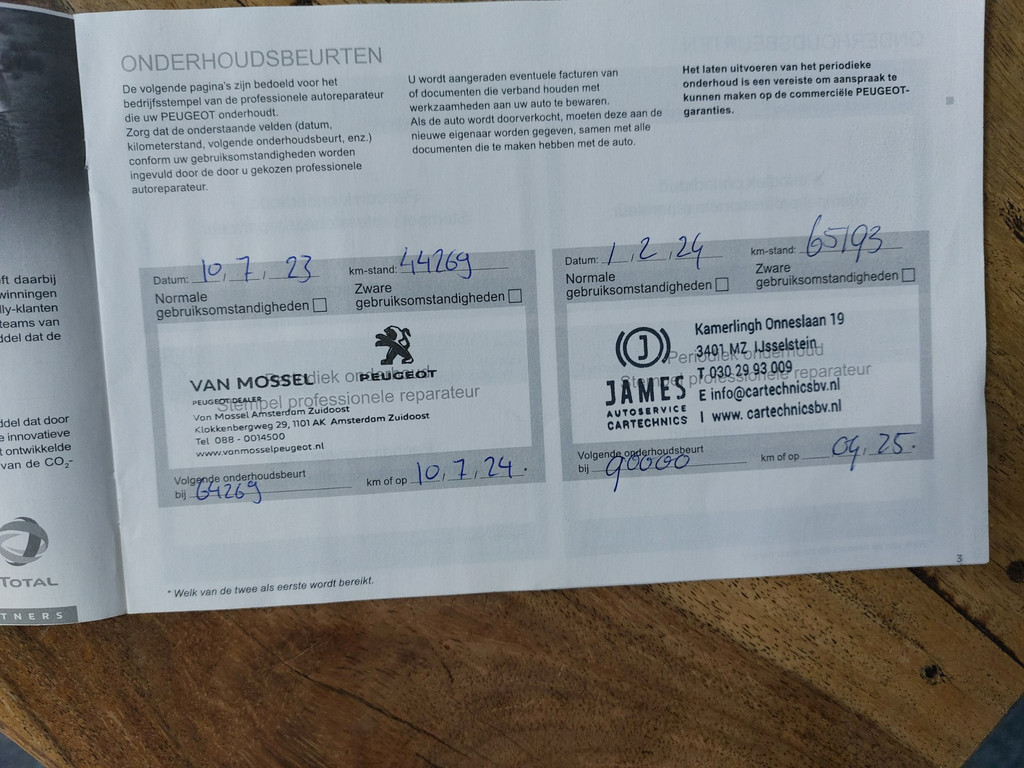 ft daarbij
winningen
lly-klanten
teams van
ddel dat de
ddel dat door
e innovatieve
t ontwikkelde
van de CO₂-
TOTAL
TNERS
ONDERHOUDSBEURTEN
De volgende pagina's zijn bedoeld voor het
bedrijfsstempel van de professionele autoreparateur
die uw PEUGEOT onderhoudt.
Zorg dat de onderstaande velden (datum,
kilometerstand, volgende onderhoudsbeurt, enz.)
conform uw gebruiksomstandigheden worden
ingevuld door de door u gekozen professionele
autoreparateur.
U wordt aangeraden eventuele facturen van
of documenten die verband houden met
werkzaamheden aan uw auto te bewaren.
Als de auto wordt doorverkocht, moeten deze aan de
nieuwe eigenaar worden gegeven, samen met alle
documenten die te maken hebben met de auto.
Het laten uitvoeren van het periodieke
onderhoud is een vereiste om aanspraak te
kunnen maken op de commerciële PEUGEOT-
garanties.
Datum: 10, 7, 23 km-stand: 44269
Normale
gebruiksomstandigheden
Zware
gebruiksomstandigheden
Periodiek onderhoud
Stempel professionele reparateur
VAN MOSSEL
PEUGEOT
PEUGEOT DEALER
Van Mossel Amsterdam Zuidoost
Klokkenbergweg 29, 1101 AK Amsterdam Zuidoost
Tel 088 - 0014500
www.vanmosselpeugeot.nl
Volgende onderhoudsbeurt
bij 64269 km of op 10, 7, 24.
Datum: 1, 2, 24 km-stand: 65193
Normale
gebruiksomstandigheden
Zware
gebruiksomstandigheden
Periodiek onderhoud
Stempel professionele reparateur
J
JAMES
AUTOSERVICE
CARTECHNICS
Kamerlingh Onneslaan 19
3401 MZ IJsselstein
T 030 29 93 009
E info@cartechnicsbv.nl
I www. cartechnicsbv.nl
Volgende onderhoudsbeurt
bij 90000 km of op 04, 25.
* Welk van de twee als eerste wordt bereikt.
3